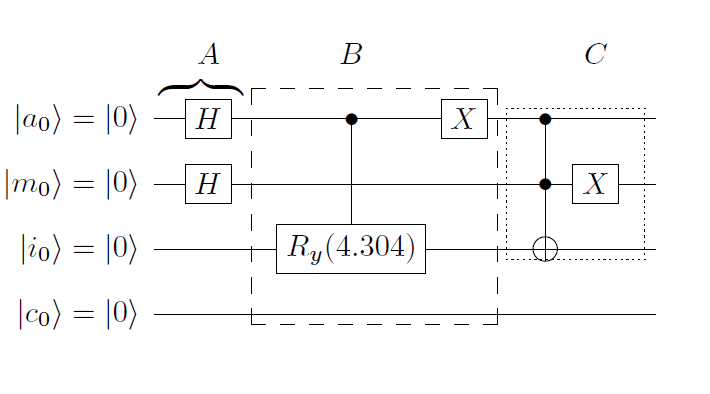 A B C
|a₀⟩ = |0⟩ H X
|m₀⟩ = |0⟩ H X
|i₀⟩ = |0⟩ R_y(4.304)
|c₀⟩ = |0⟩